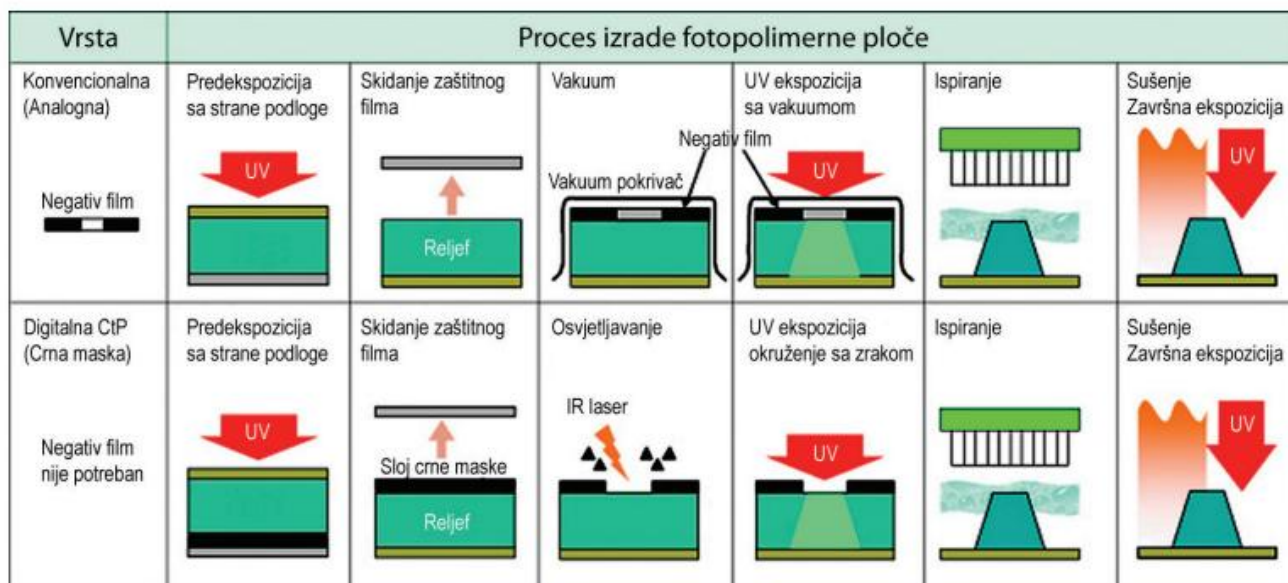 Vrsta
Proces izrade fotopolimerne ploče
Konvencionalna
(Analogna)
Negativ film
Predekspozicija
sa strane podloge
UV
Skidanje zaštitnog
filma
Reljef
Vakuum
Vakuum pokrivač
Negativ film
UV ekspozicija
sa vakuumom
UV
Ispiranje
Sušenje
Završna ekspozicija
UV
Digitalna CtP
(Crna maska)
Negativ film
nije potreban
Predekspozicija
sa strane podloge
UV
Skidanje zaštitnog
filma
Sloj crne maske
Reljef
Osvjetljavanje
IR laser
UV ekspozicija
okruženje sa zrakom
UV
Ispiranje
Sušenje
Završna ekspozicija
UV